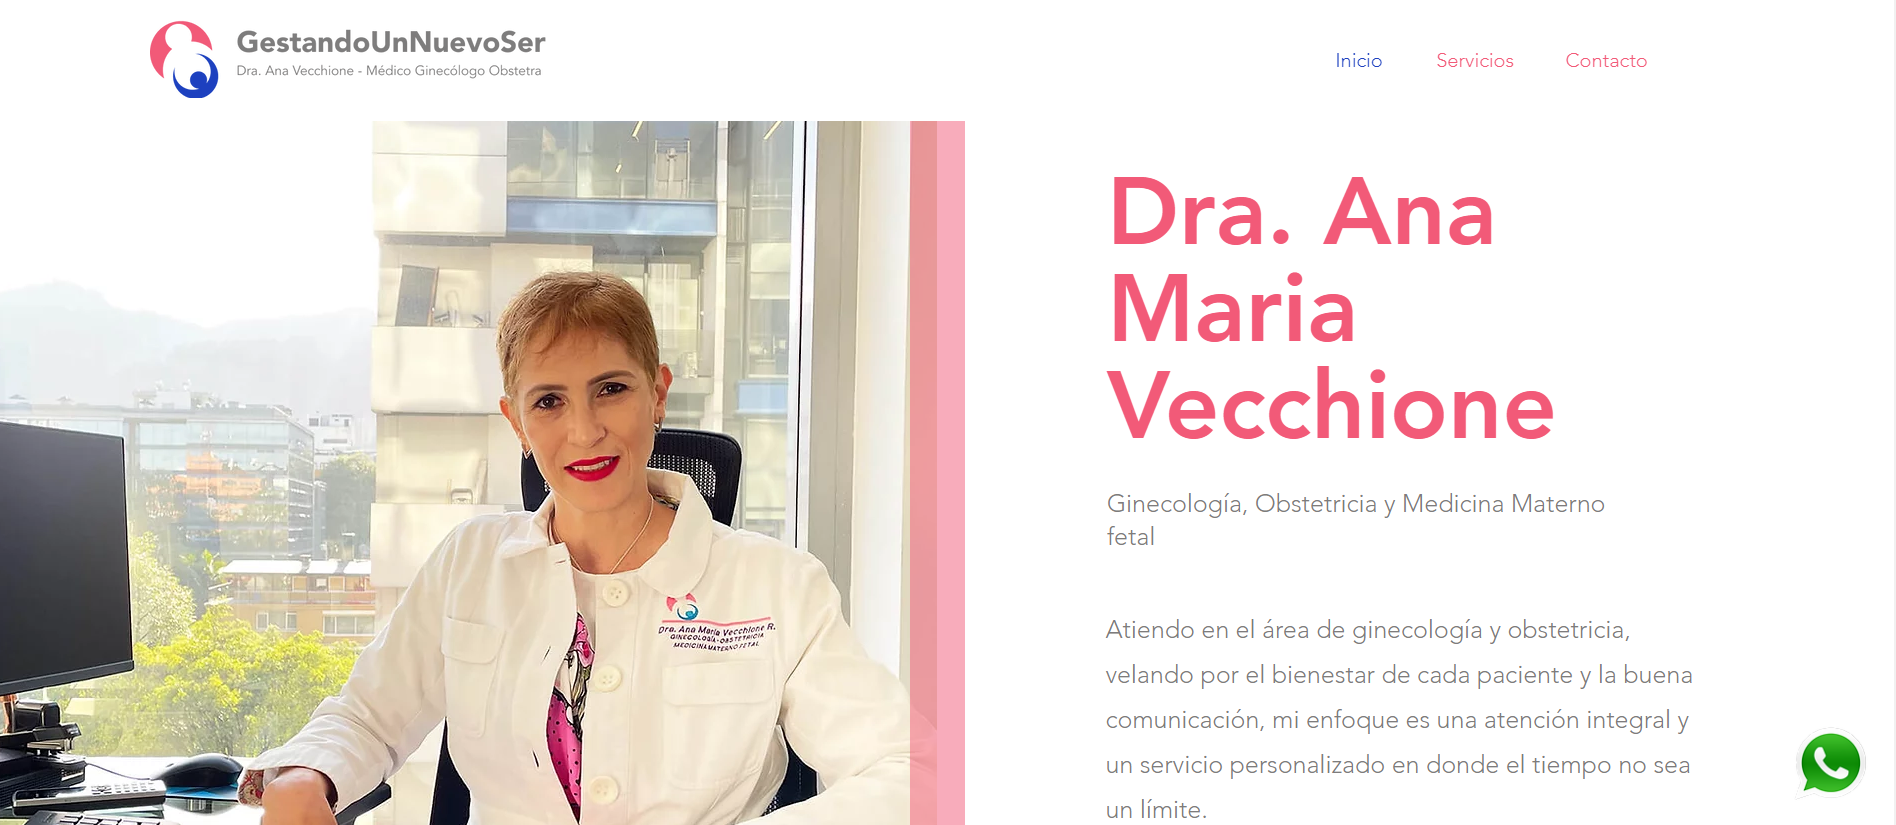 GestandoUnNuevoSer
Dra. Ana Vecchione - Médico Ginecólogo Obstetra
Inicio
Servicios
Contacto
Dra. Ana
Maria
Vecchione
Ginecología, Obstetricia y Medicina Materno
fetal
Atiendo en el área de ginecología y obstetricia,
velando por el bienestar de cada paciente y la buena
comunicación, mi enfoque es una atención integral y
un servicio personalizado en donde el tiempo no sea
un límite.
Dra. Ana María Vecchione R.
GINECOLOGÍA-OBSTETRICIA
MEDICINA MATERNO FETAL